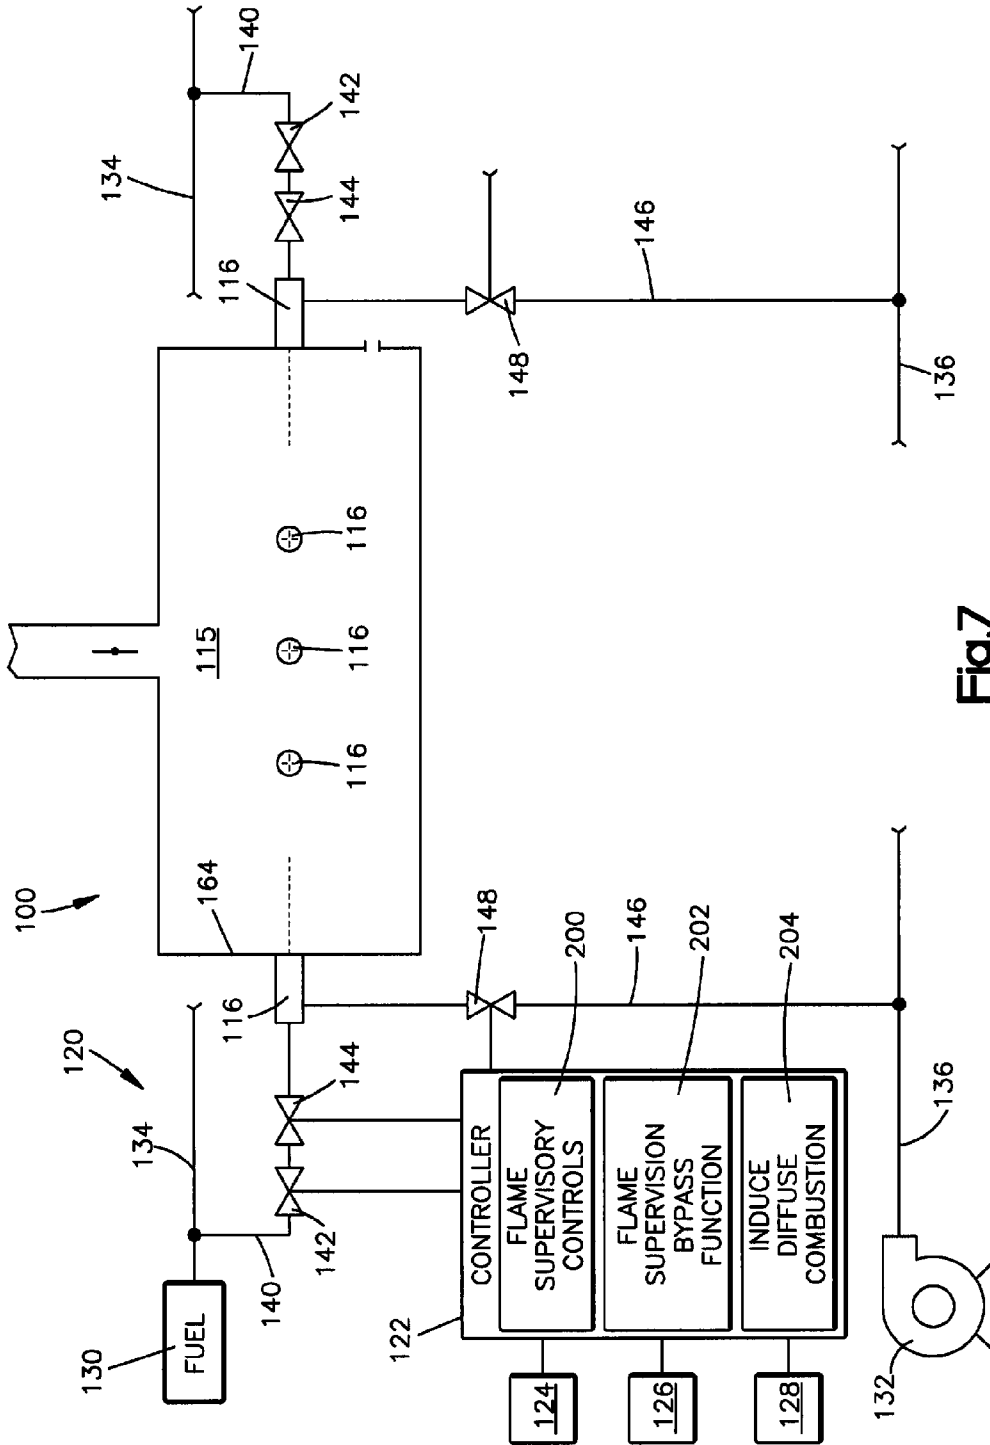 100
120
134
140
130
FUEL
142
144
116
164
115
116
116
116
116
134
140
142
144
148
146
136
148
146
136
122
CONTROLLER
FLAME
SUPERVISORY
CONTROLS
200
FLAME
SUPERVISION
BYPASS
FUNCTION
202
INDUCE
DIFFUSE
COMBUSTION
204
124
126
128
132
Fig.7